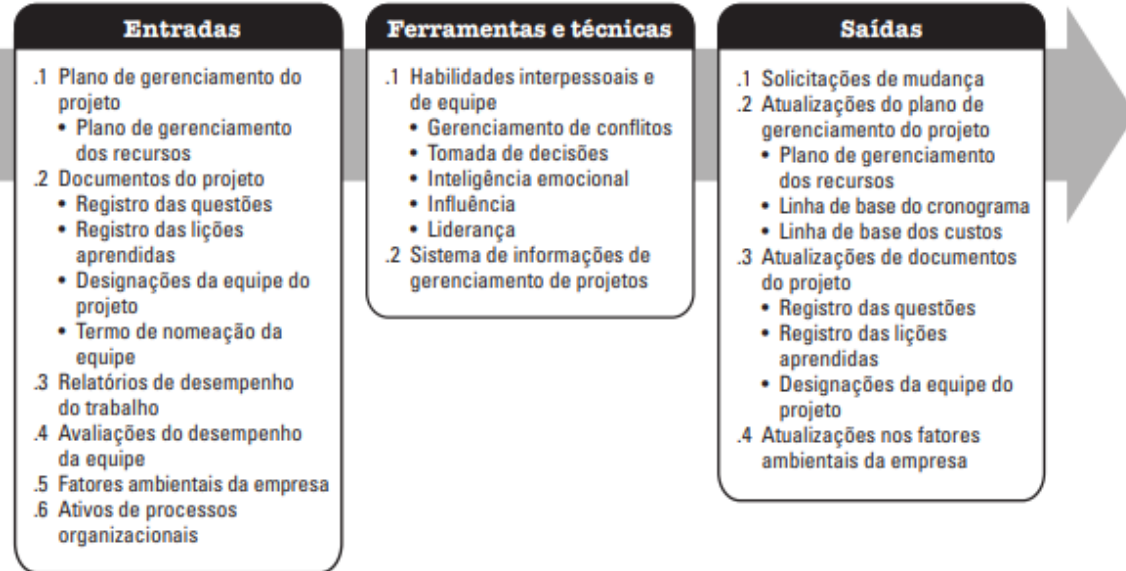 Entradas
.1 Plano de gerenciamento do
projeto
• Plano de gerenciamento
dos recursos
.2 Documentos do projeto
• Registro das questões
• Registro das lições
aprendidas
• Designações da equipe do
projeto
• Termo de nomeação da
equipe
.3 Relatórios de desempenho
do trabalho
.4 Avaliações do desempenho
da equipe
.5 Fatores ambientais da empresa
.6 Ativos de processos
organizacionais
Ferramentas e técnicas
.1 Habilidades interpessoais e
de equipe
• Gerenciamento de conflitos
• Tomada de decisões
• Inteligência emocional
• Influência
• Liderança
.2 Sistema de informações de
gerenciamento de projetos
Saídas
.1 Solicitações de mudança
.2 Atualizações do plano de
gerenciamento do projeto
• Plano de gerenciamento
dos recursos
• Linha de base do cronograma
• Linha de base dos custos
.3 Atualizações de documentos
do projeto
• Registro das questões
• Registro das lições
aprendidas
• Designações da equipe do
projeto
.4 Atualizações nos fatores
ambientais da empresa